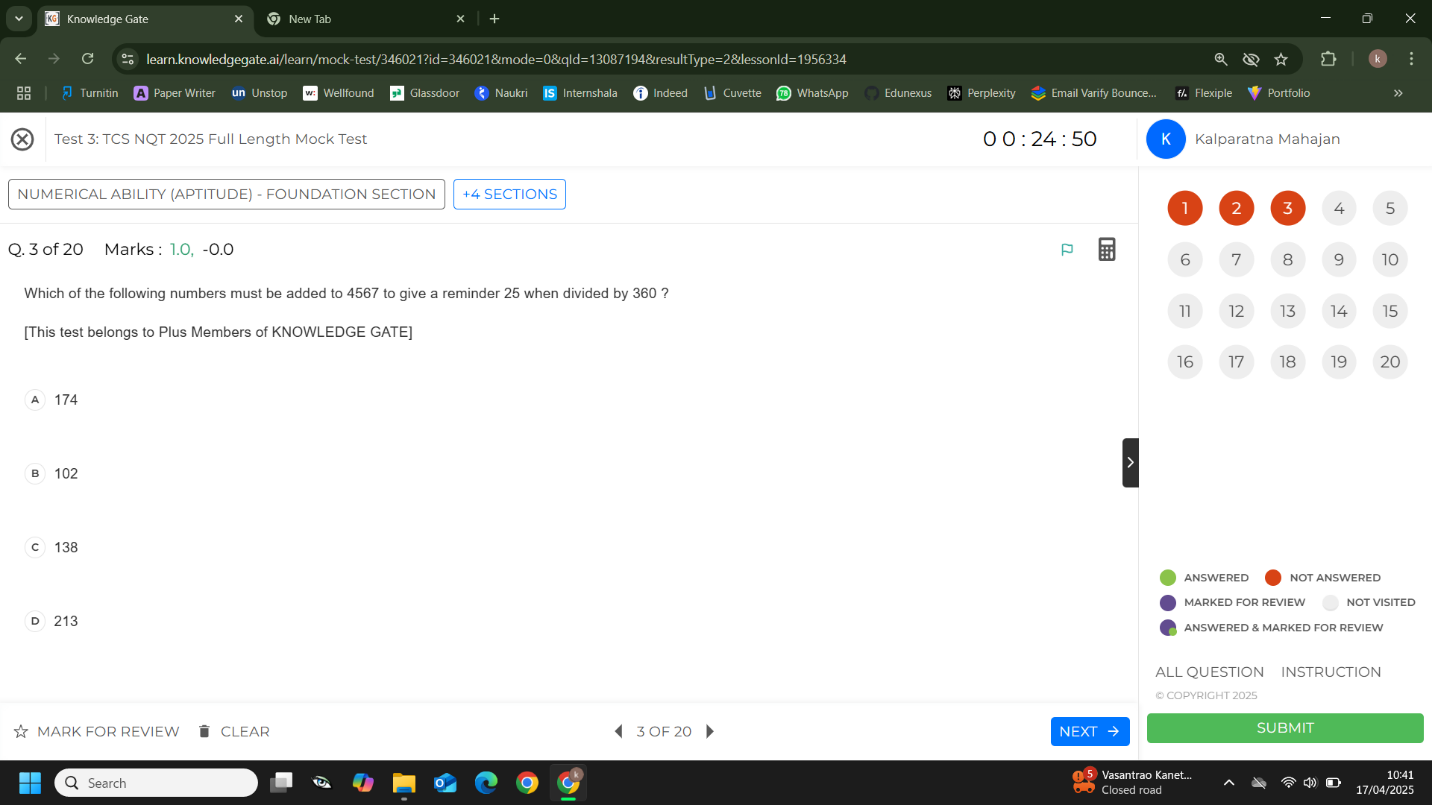 Knowledge Gate
New Tab
learn.knowledgegate.ai/learn/mock-test/346021?id=346021&mode=0&qId=13087194&resultType=2&lessonId=1956334
k
Turnitin
A Paper Writer
un Unstop
w: Wellfound
Glassdoor
Naukri
IS Internshala
Indeed
Cuvette
WhatsApp
Edunexus
Perplexity
Email Varify Bounce...
Flexiple
Portfolio
Test 3: TCS NQT 2025 Full Length Mock Test
0 0 : 24 : 50
K Kalparatna Mahajan
NUMERICAL ABILITY (APTITUDE) - FOUNDATION SECTION
+4 SECTIONS
Q. 3 of 20 Marks : 1.0, -0.0
Which of the following numbers must be added to 4567 to give a reminder 25 when divided by 360 ?
[This test belongs to Plus Members of KNOWLEDGE GATE]
A 174
B 102
C 138
D 213
1 2 3 4 5
6 7 8 9 10
11 12 13 14 15
16 17 18 19 20
ANSWERED NOT ANSWERED
MARKED FOR REVIEW NOT VISITED
ANSWERED & MARKED FOR REVIEW
ALL QUESTION INSTRUCTION
© COPYRIGHT 2025
SUBMIT
MARK FOR REVIEW CLEAR
3 OF 20
NEXT
Search
5
Vasantrao Kanet...
Closed road
10:41
17/04/2025